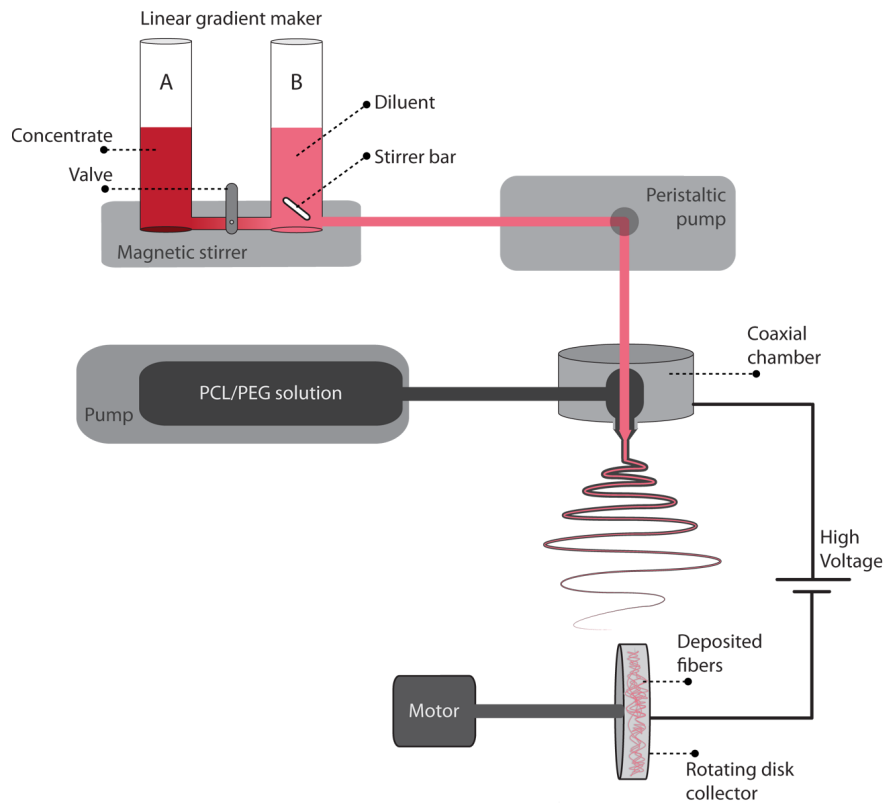 Linear gradient maker
A
B
Diluent
Concentrate
Stirrer bar
Valve
Peristaltic
pump
Magnetic stirrer
Coaxial
chamber
PCL/PEG solution
Pump
High
Voltage
Deposited
fibers
Motor
Rotating disk
collector